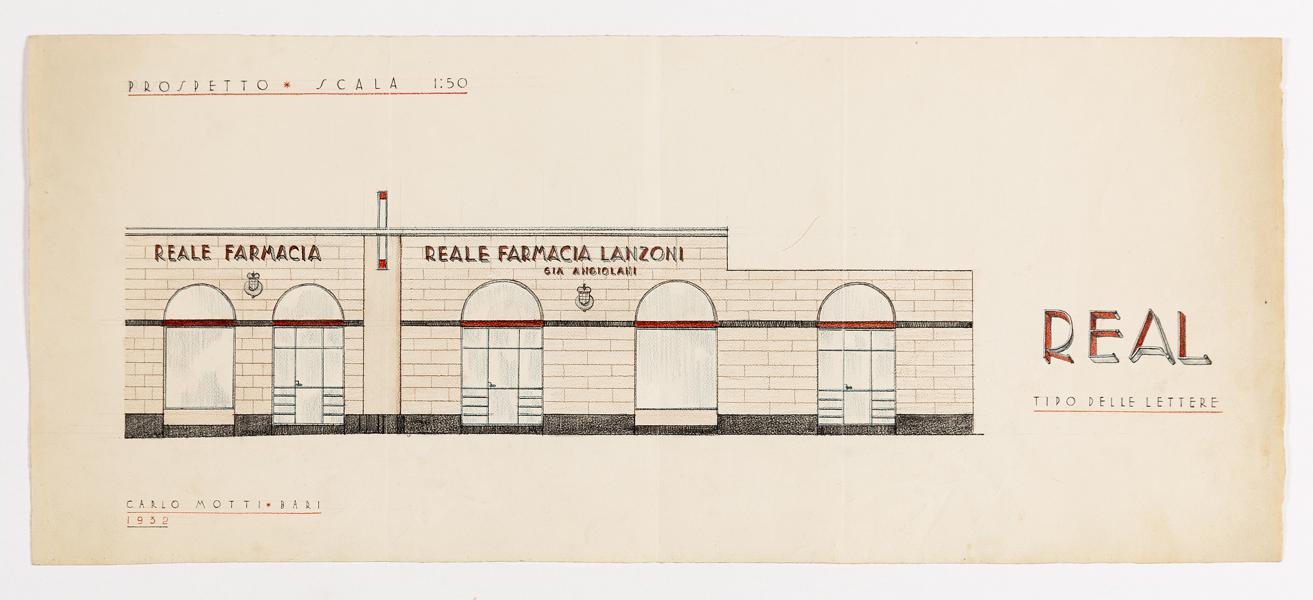 PROSPETTO * SCALA 1:50
REALE FARMACIA
REALE FARMACIA LANZONI
GIA ANGIOLANI
REAL
TIPO DELLE LETTERE
CARLO MOTTI * BARI
1932